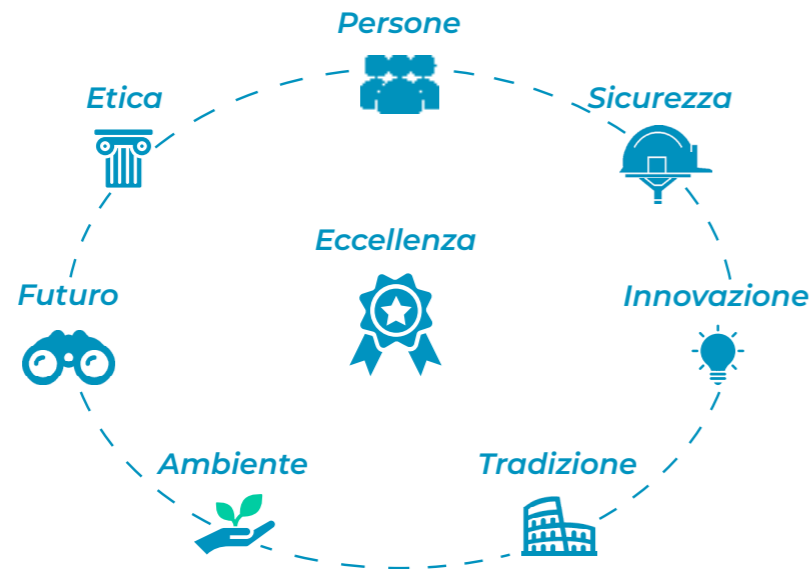 Persone
Etica
Sicurezza
Eccellenza
Futuro
Innovazione
Ambiente
Tradizione